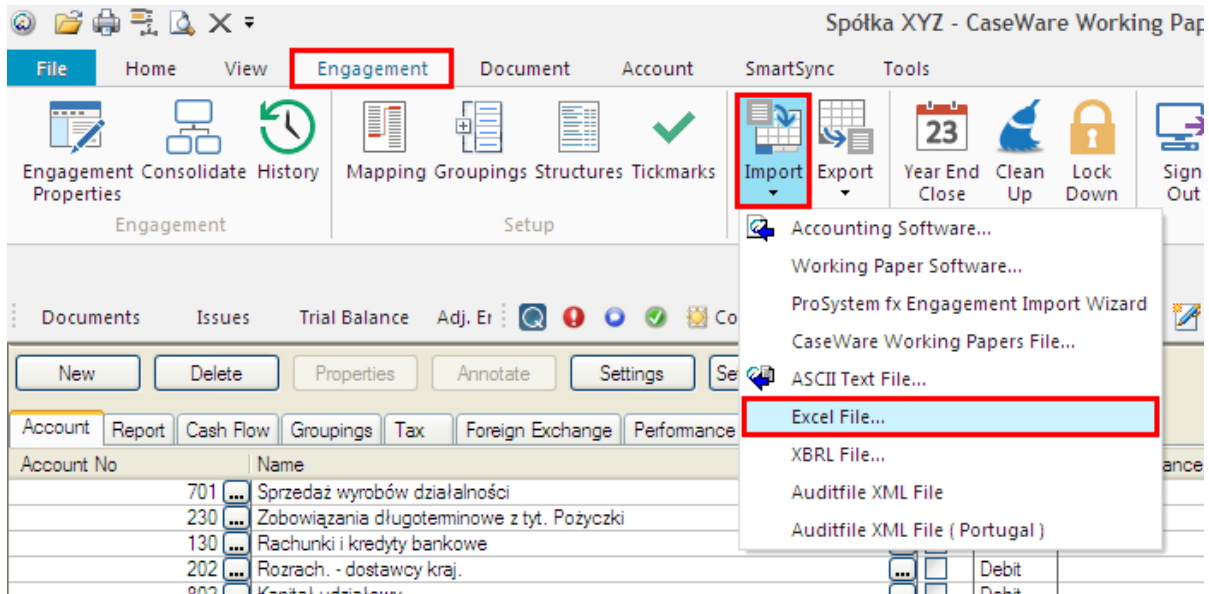 Spółka XYZ - CaseWare Working Pap
File Home View Engagement Document Account SmartSync Tools
23
Engagement Properties Consolidate History Mapping Groupings Structures Tickmarks Import Export Year End Close Clean Up Lock Down Sign Out
Engagement Setup
Accounting Software...
Working Paper Software...
ProSystem fx Engagement Import Wizard
CaseWare Working Papers File...
ASCII Text File...
Excel File...
XBRL File...
Auditfile XML File
Auditfile XML File ( Portugal )
Documents Issues Trial Balance Adj. Er Co
New Delete Properties Annotate Settings Se
Account Report Cash Flow Groupings Tax Foreign Exchange Performance
Account No Name ance
701 ... Sprzedaż wyrobów działalności
230 ... Zobowiązania długoterminowe z tyt. Pożyczki
130 ... Rachunki i kredyty bankowe
202 ... Rozrach. - dostawcy kraj. ... Debit
802 ... Kapitał udziałowy Debit